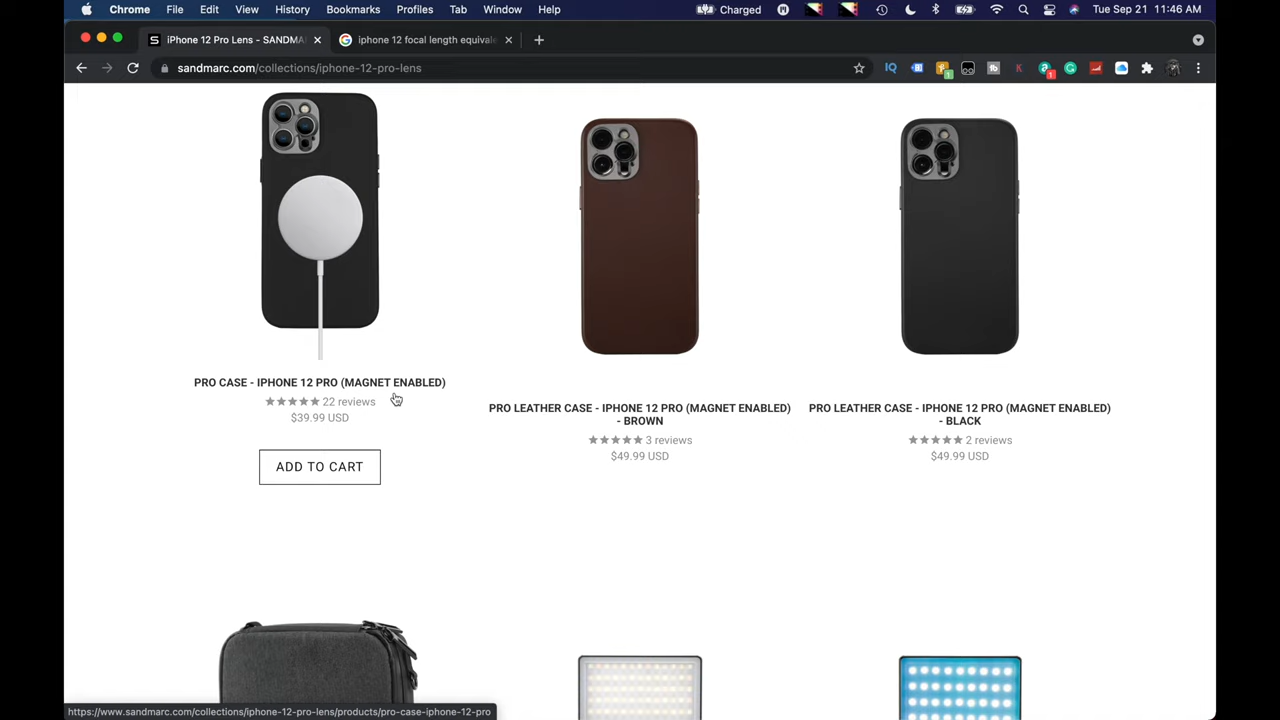 Chrome File Edit View History Bookmarks Profiles Tab Window Help Charged Tue Sep 21 11:46 AM
iPhone 12 Pro Lens - SANDMA iphone 12 focal length equivale
sandmarc.com/collections/iphone-12-pro-lens
PRO CASE - IPHONE 12 PRO (MAGNET ENABLED)
22 reviews
$39.99 USD
ADD TO CART
PRO LEATHER CASE - IPHONE 12 PRO (MAGNET ENABLED)
- BROWN
3 reviews
$49.99 USD
PRO LEATHER CASE - IPHONE 12 PRO (MAGNET ENABLED)
- BLACK
2 reviews
$49.99 USD
https://www.sandmarc.com/collections/iphone-12-pro-lens/products/pro-case-iphone-12-pro